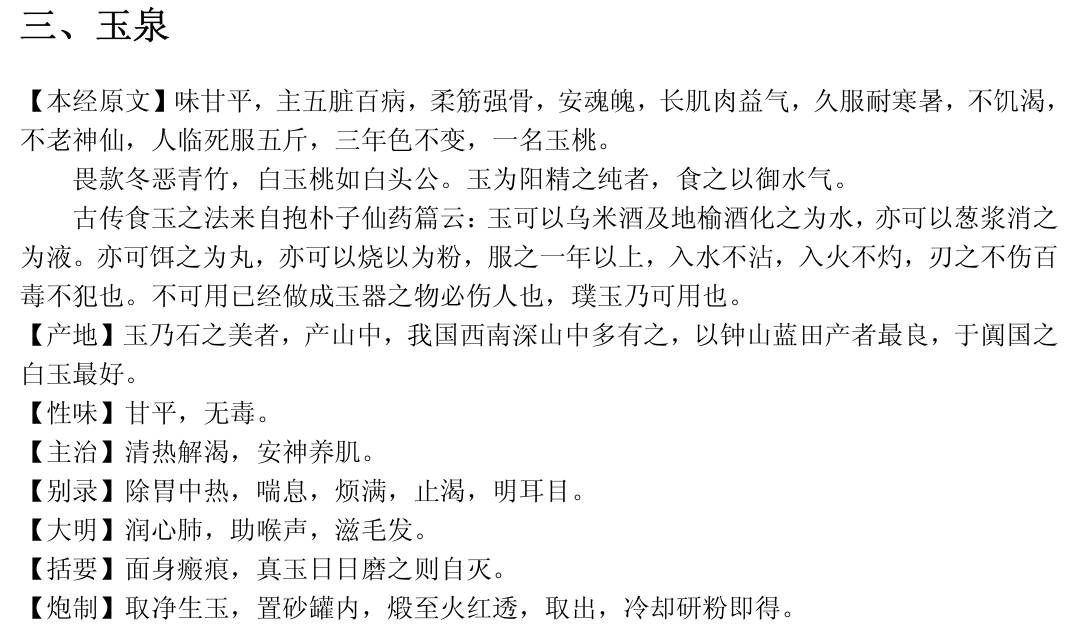 三、玉泉
【本经原文】味甘平，主五脏百病，柔筋强骨，安魂魄，长肌肉益气，久服耐寒暑，不饥渴，
不老神仙，人临死服五斤，三年色不变，一名玉桃。
畏款冬恶青竹，白玉桃如白头公。玉为阳精之纯者，食之以御水气。
古传食玉之法来自抱朴子仙药篇云：玉可以乌米酒及地榆酒化之为水，亦可以葱浆消之
为液。亦可饵之为丸，亦可以烧以为粉，服之一年以上，入水不沾，入火不灼，刃之不伤百
毒不犯也。不可用已经做成玉器之物必伤人也，璞玉乃可用也。
【产地】玉乃石之美者，产山中，我国西南深山中多有之，以钟山蓝田产者最良，于阗国之
白玉最好。
【性味】甘平，无毒。
【主治】清热解渴，安神养肌。
【别录】除胃中热，喘息，烦满，止渴，明耳目。
【大明】润心肺，助喉声，滋毛发。
【括要】面身瘢痕，真玉日日磨之则自灭。
【炮制】取净生玉，置砂罐内，煅至火红透，取出，冷却研粉即得。